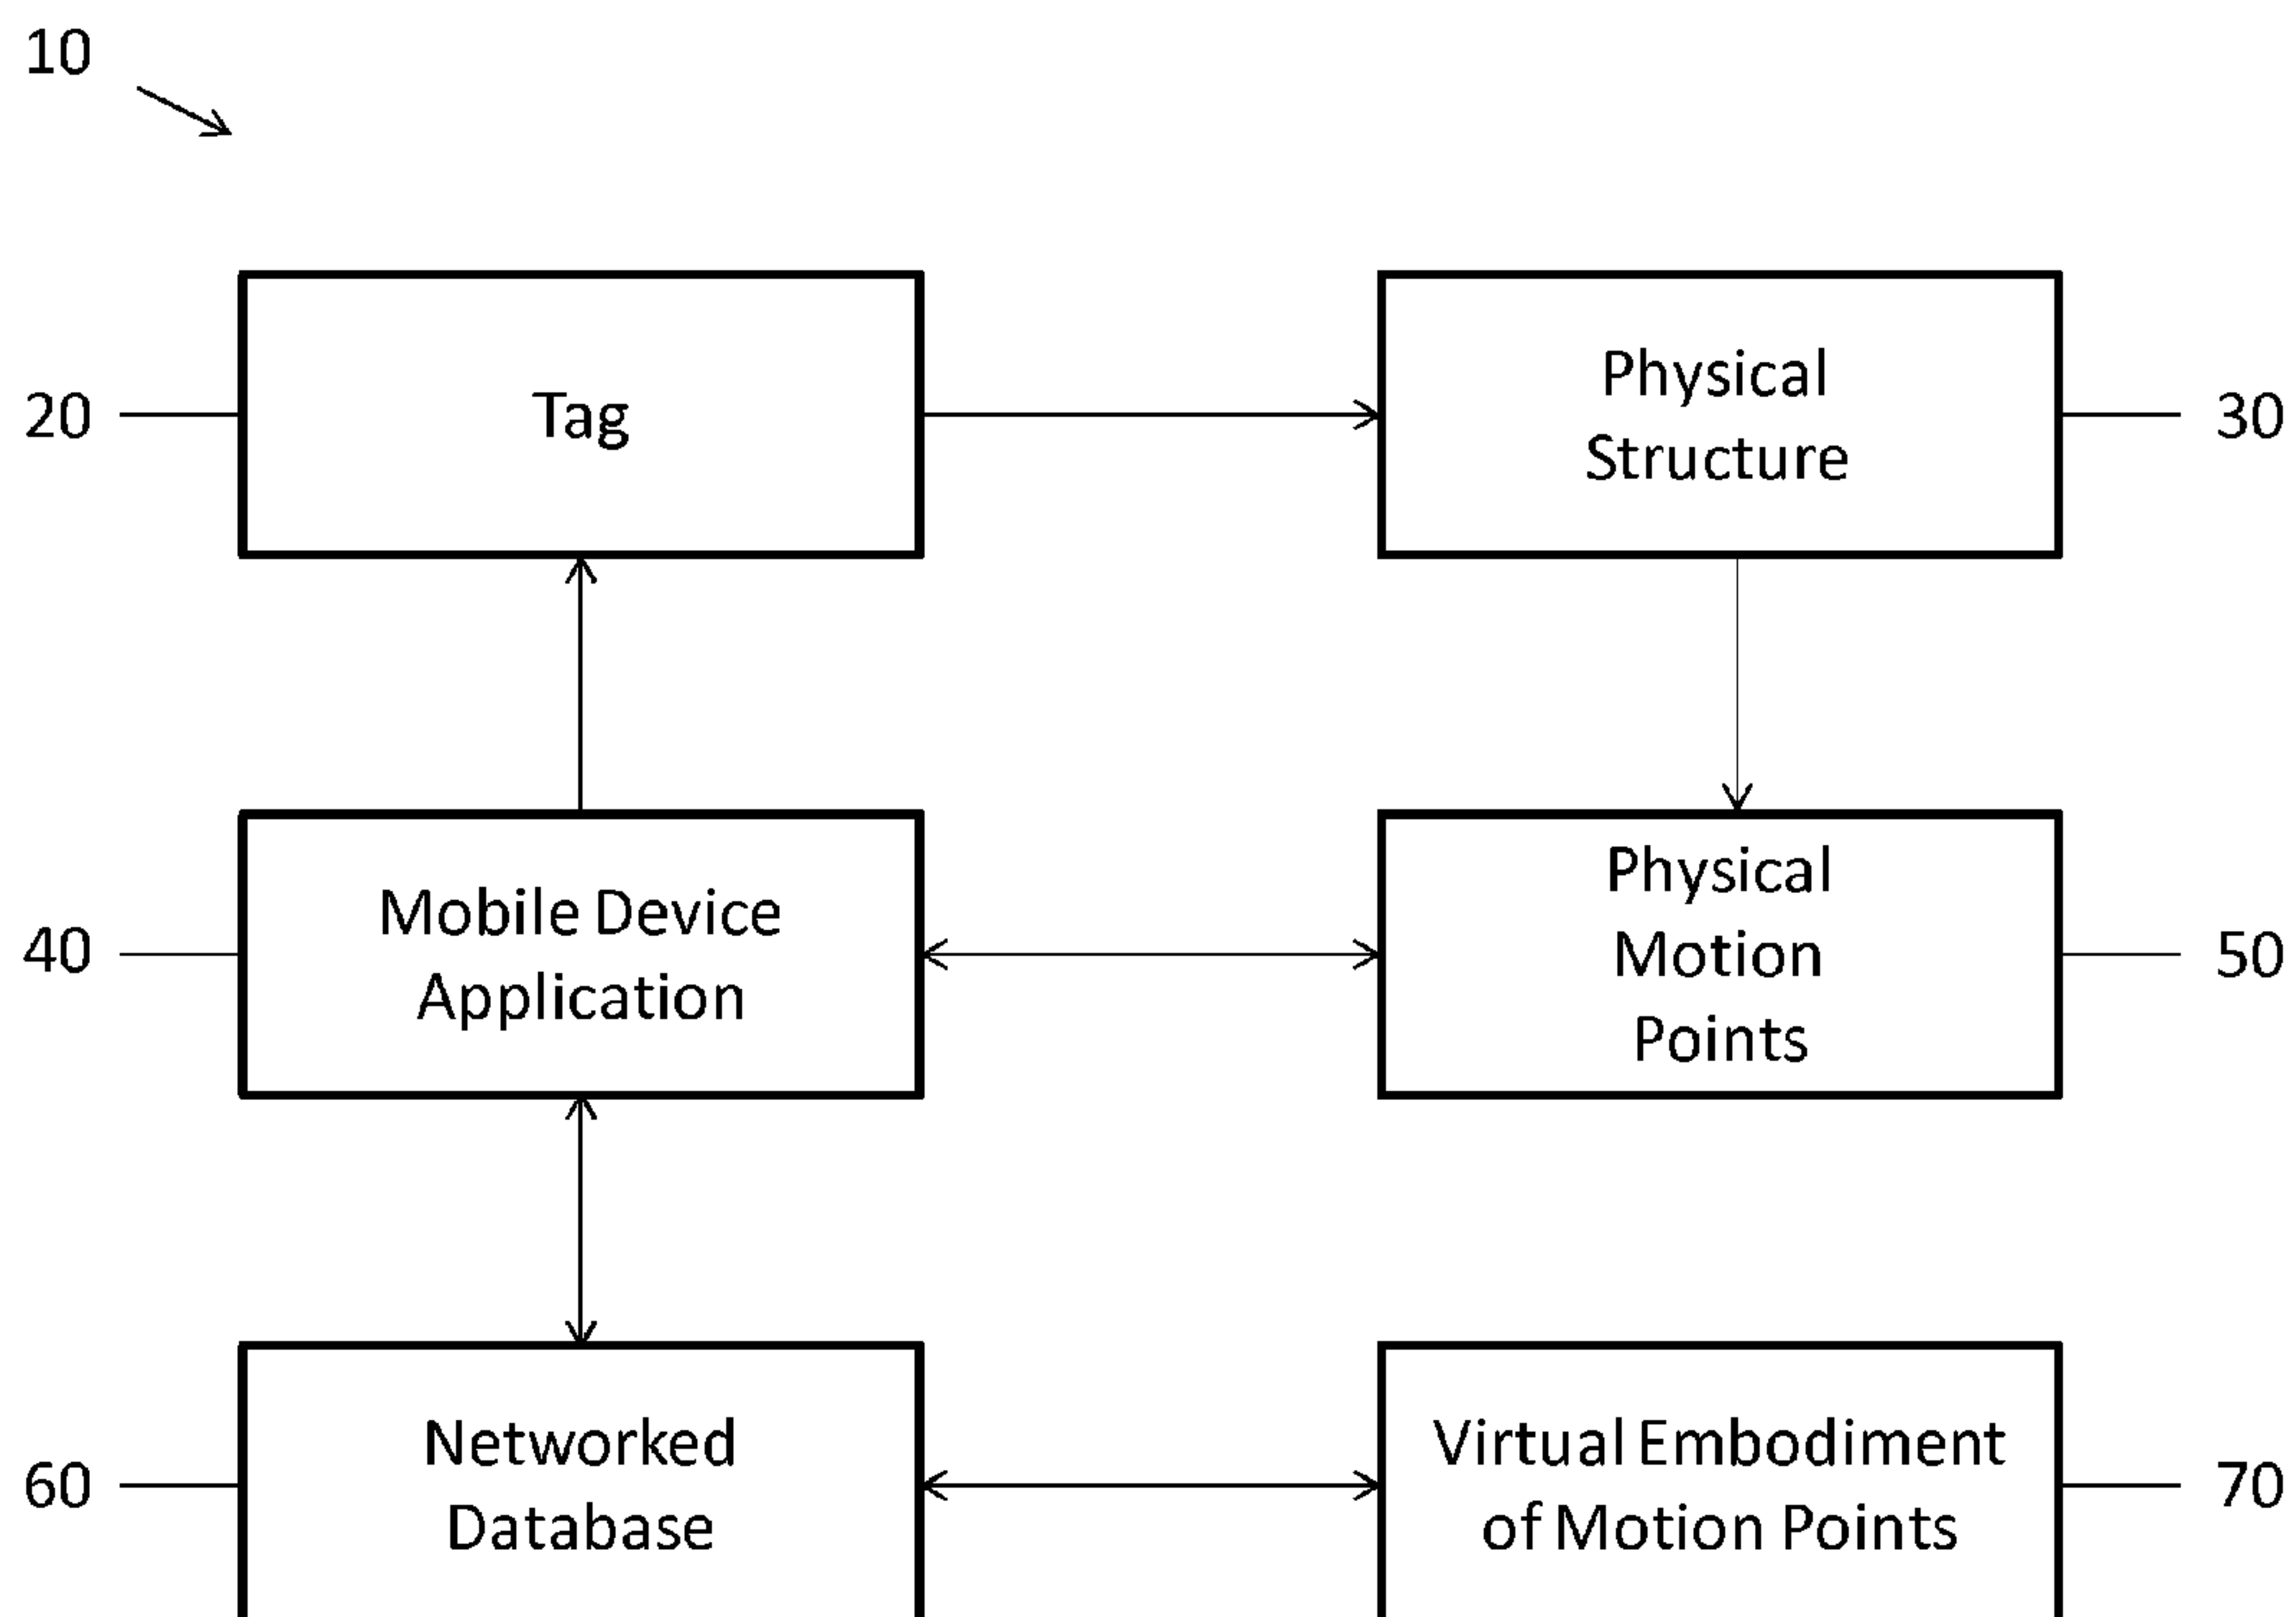 10
20
Tag
Physical
Structure
30
40
Mobile Device
Application
Physical
Motion
Points
50
60
Networked
Database
Virtual Embodiment
of Motion Points
70